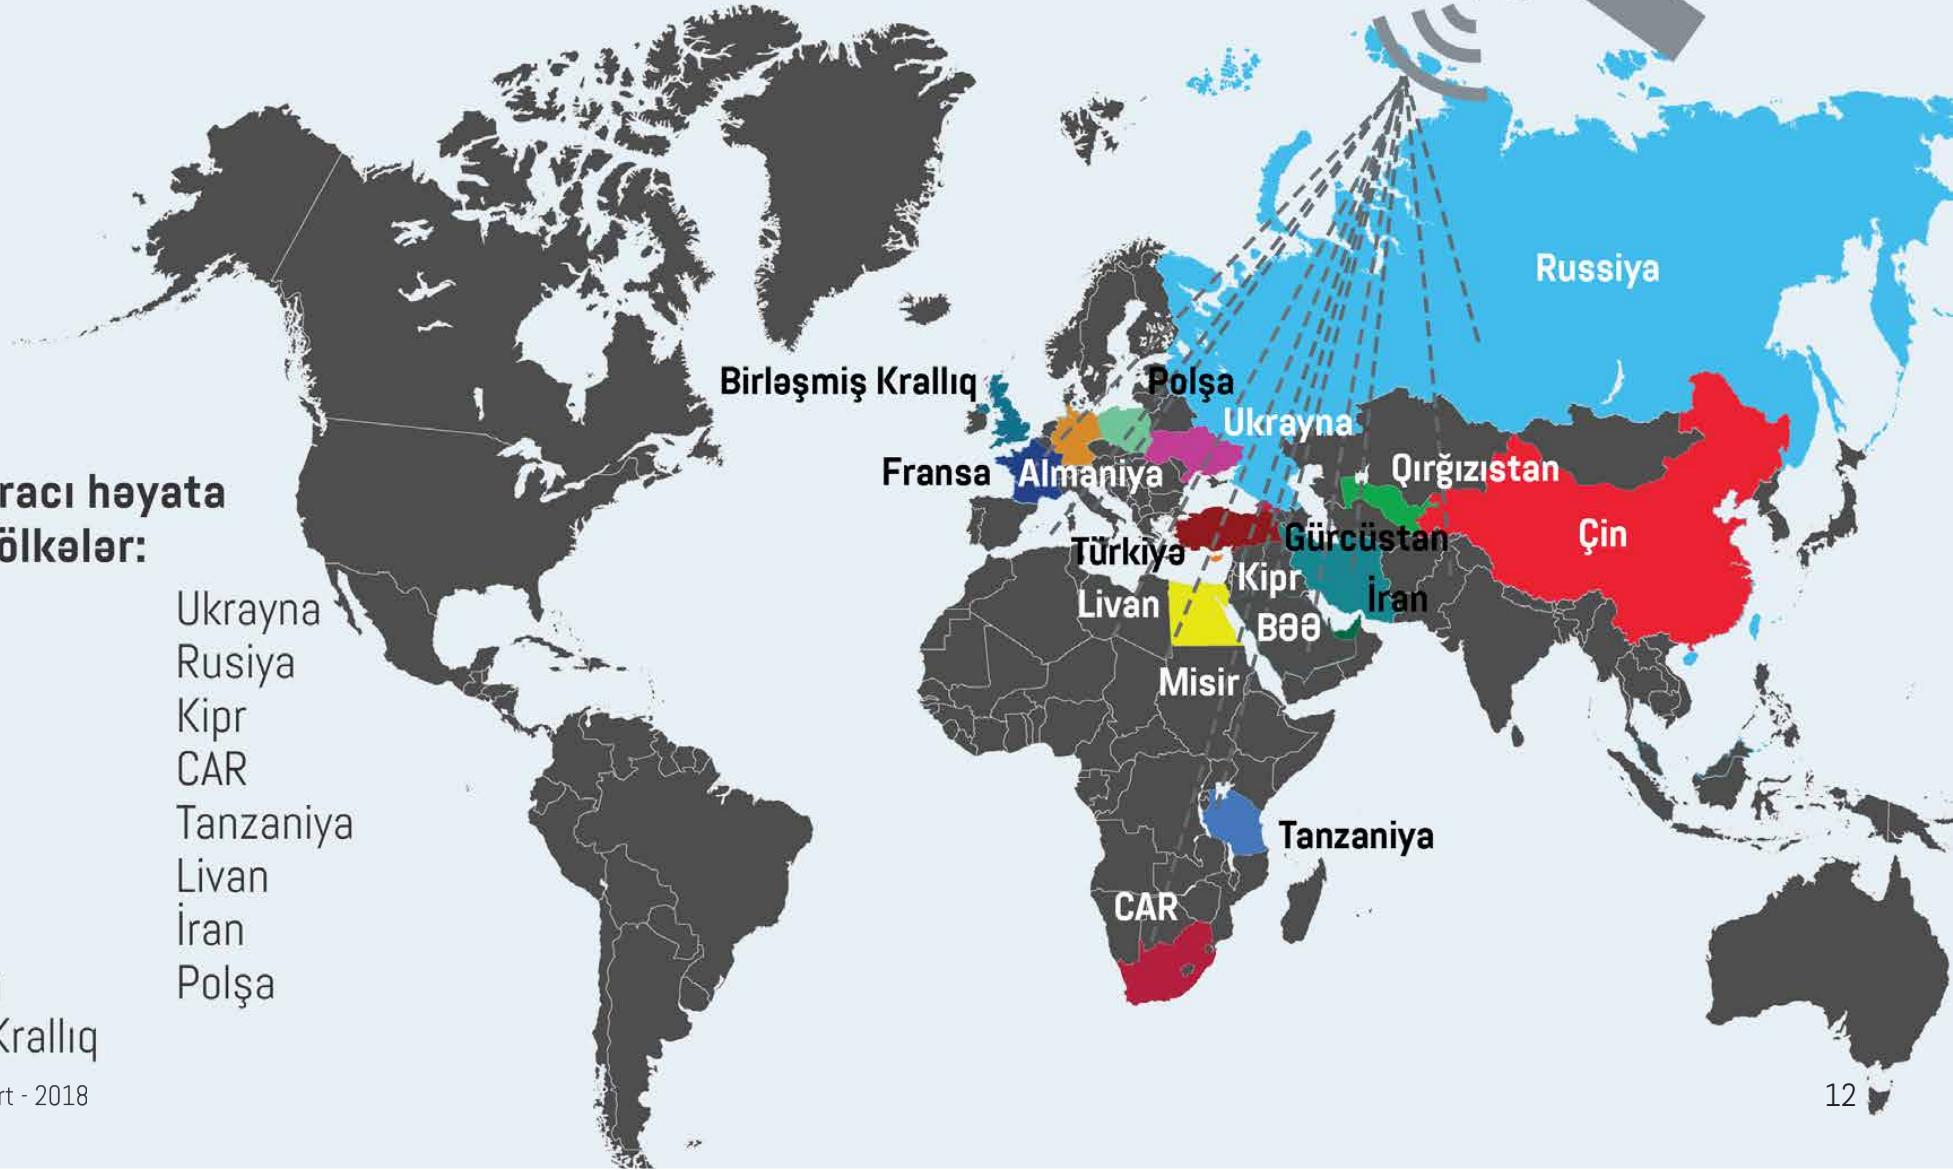 racı həyata
ölkələr:
Ukrayna
Rusiya
Kipr
CAR
Tanzaniya
Livan
İran
Polşa
Krallıq
rt - 2018
Birləşmiş Krallıq
Polşa
Russiya
Ukrayna
Fransa
Almaniya
Qırğızıstan
Türkiyə
Gürcüstan
Çin
Livan
Kipr
İran
BƏƏ
Misir
Tanzaniya
CAR
12